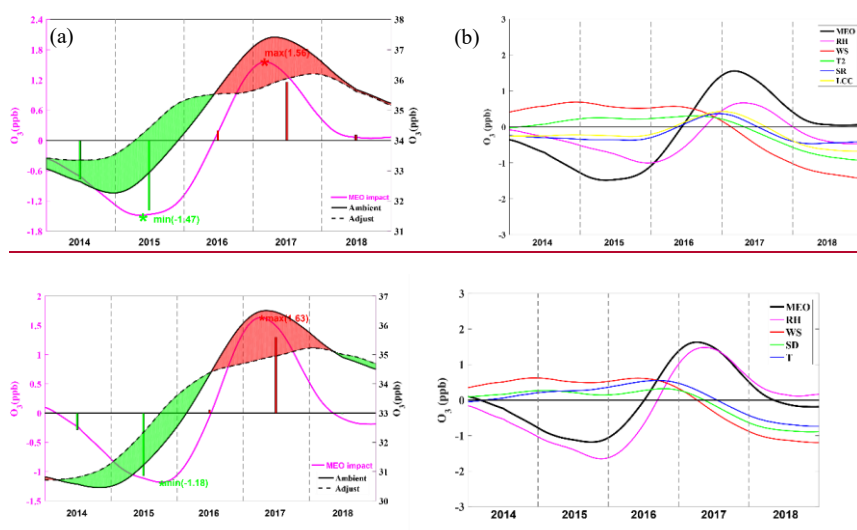 (a)
2.4
1.8
1.2
0.6
0
-0.6
-1.2
-1.8
O3(ppb)
max(1.56)
min(-1.47)
MEO impact
Ambient
Adjust
38
37
36
35
34
33
32
31
O3(ppb)
2014 2015 2016 2017 2018
(b)
3
2
1
0
-1
-2
-3
O3 (ppb)
MEO
RH
WS
T2
SR
LCC
2014 2015 2016 2017 2018
2
1.5
1
0.5
0
-0.5
-1
-1.5
O3(ppb)
max(1.63)
min(-1.18)
MEO impact
Ambient
Adjust
37
36
35
34
33
32
31
30
O3(ppb)
2014 2015 2016 2017 2018
3
2
1
0
-1
-2
-3
O3 (ppb)
MEO
RH
WS
SD
T
2014 2015 2016 2017 2018